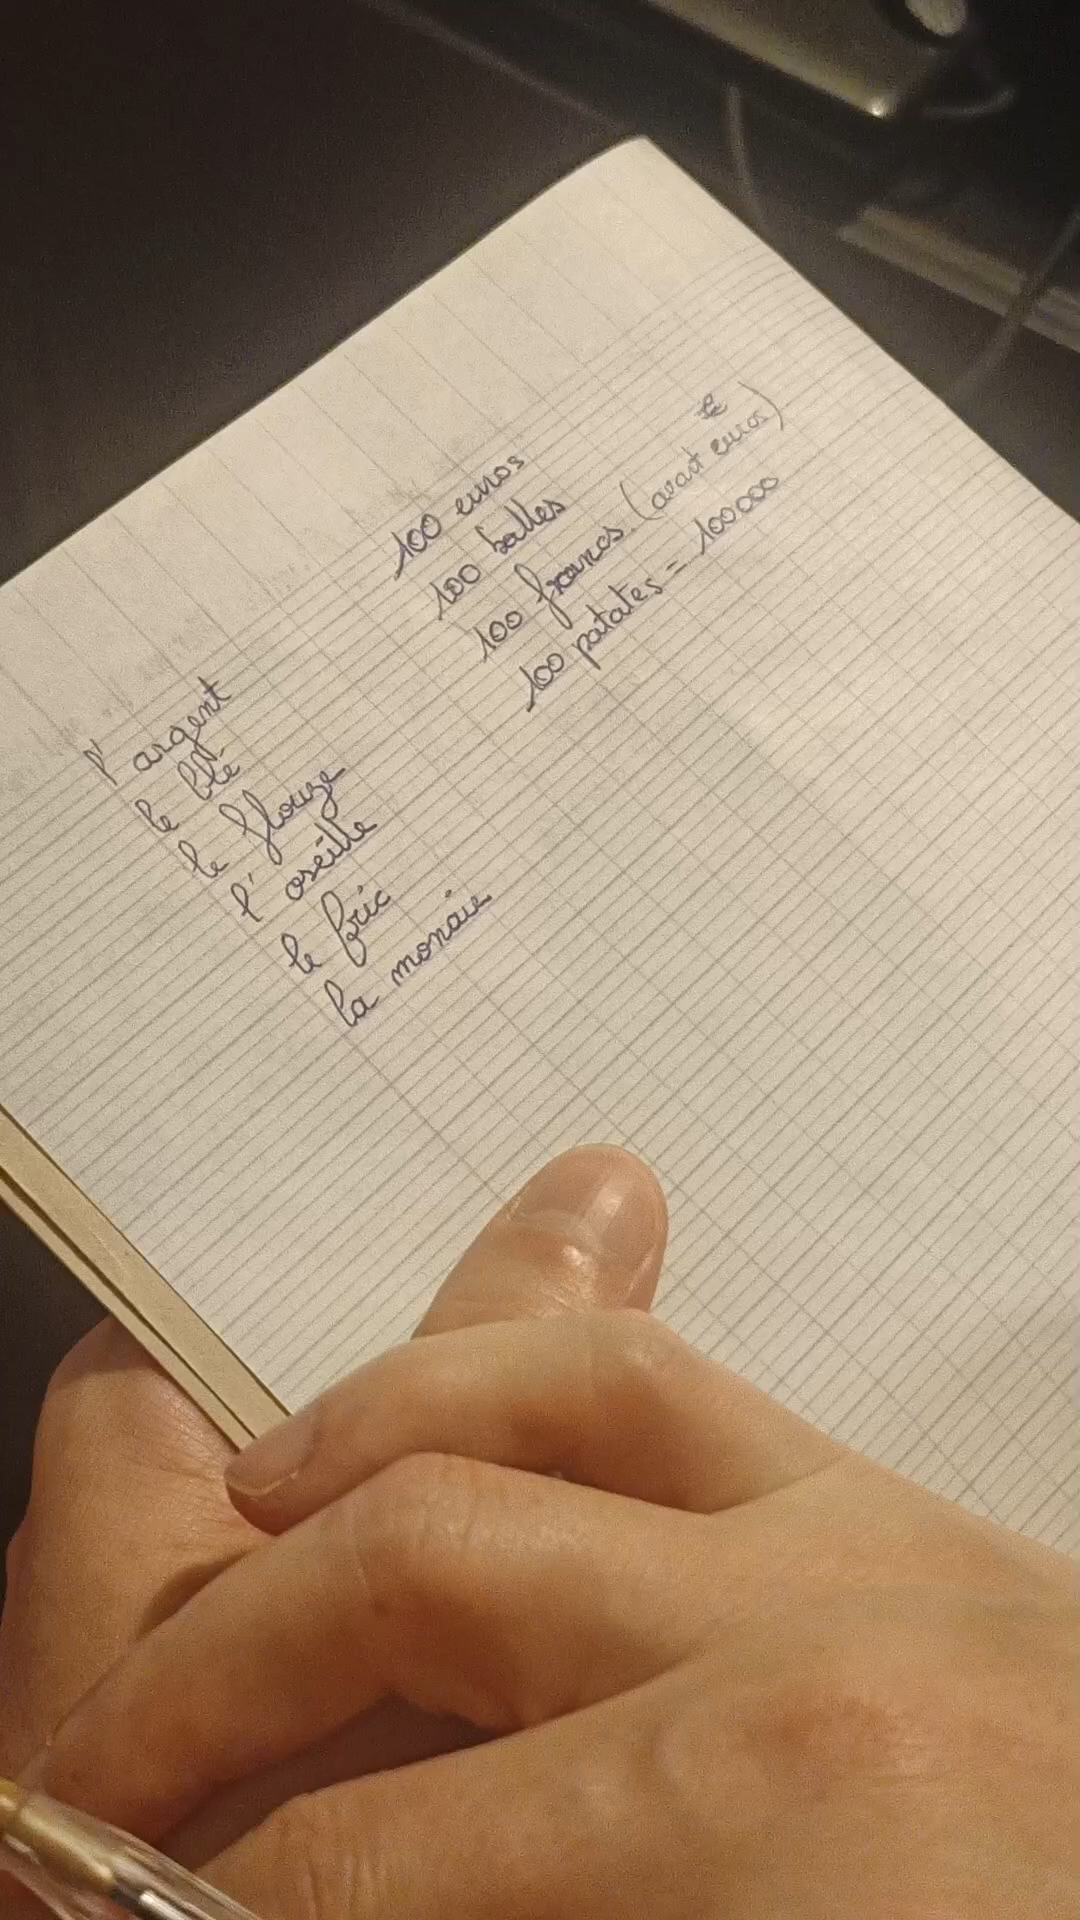 100 euros
100 balles
100 francs (avant euros)
100 patates = 100000
l'argent
le blé
le flouze
l'oseille
le fric
la monaie